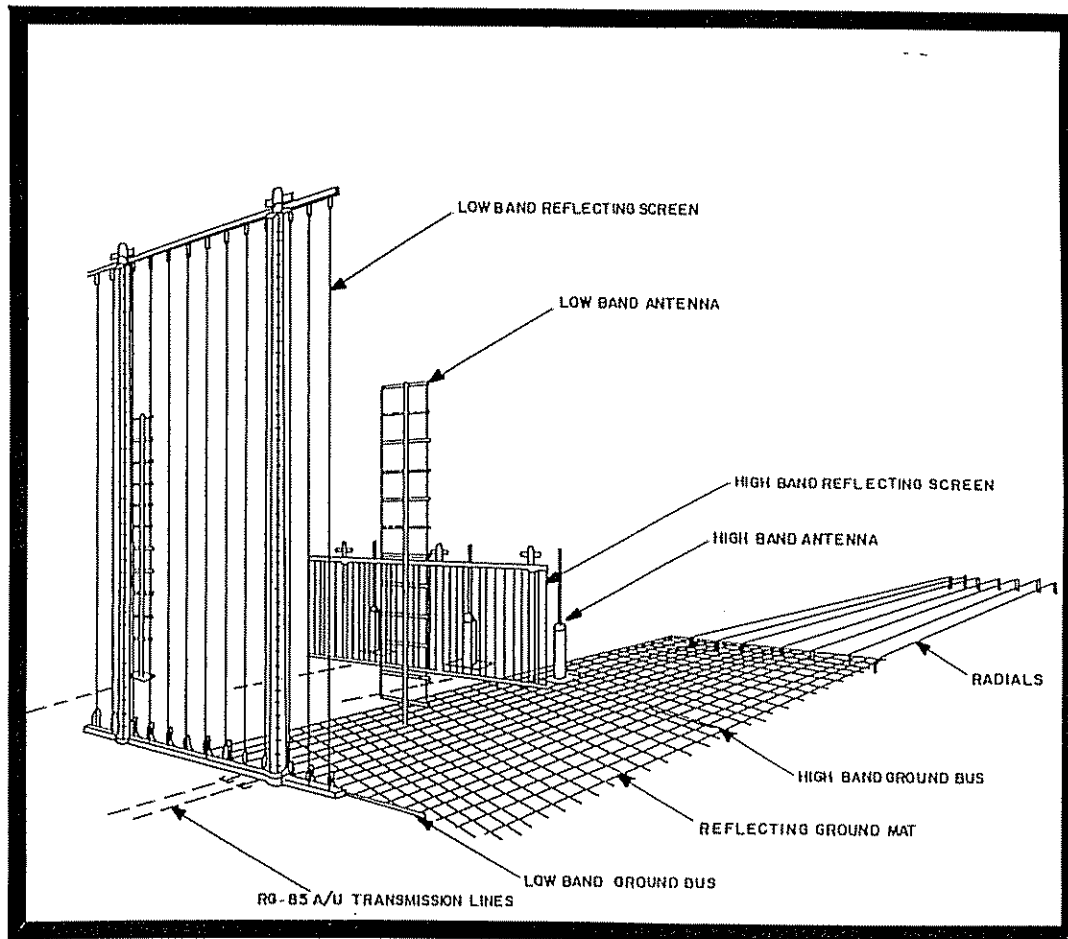 LOW BAND REFLECTING SCREEN
LOW BAND ANTENNA
HIGH BAND REFLECTING SCREEN
HIGH BAND ANTENNA
RADIALS
HIGH BAND GROUND BUS
REFLECTING GROUND MAT
LOW BAND GROUND BUS
RG-85 A/U TRANSMISSION LINES